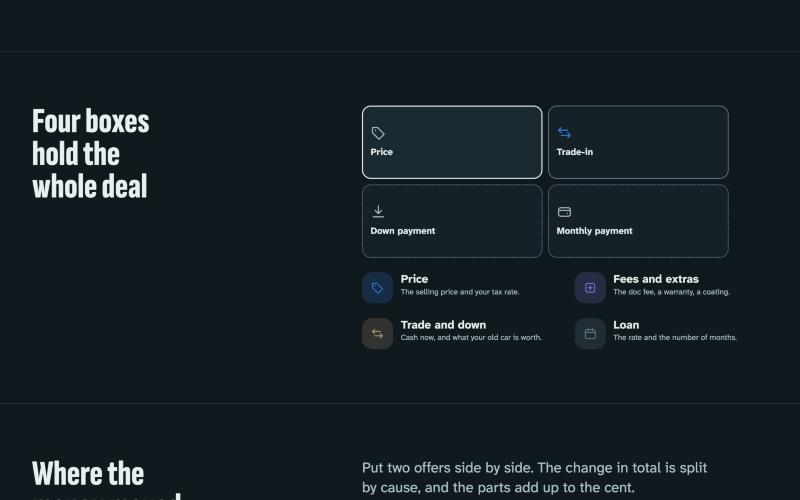 Four boxes
hold the
whole deal
Price
Trade-in
Down payment
Monthly payment
Price
The selling price and your tax rate.
Fees and extras
The doc fee, a warranty, a coating.
Trade and down
Cash now, and what your old car is worth.
Loan
The rate and the number of months.
Where the
Put two offers side by side. The change in total is split
by cause, and the parts add up to the cent.